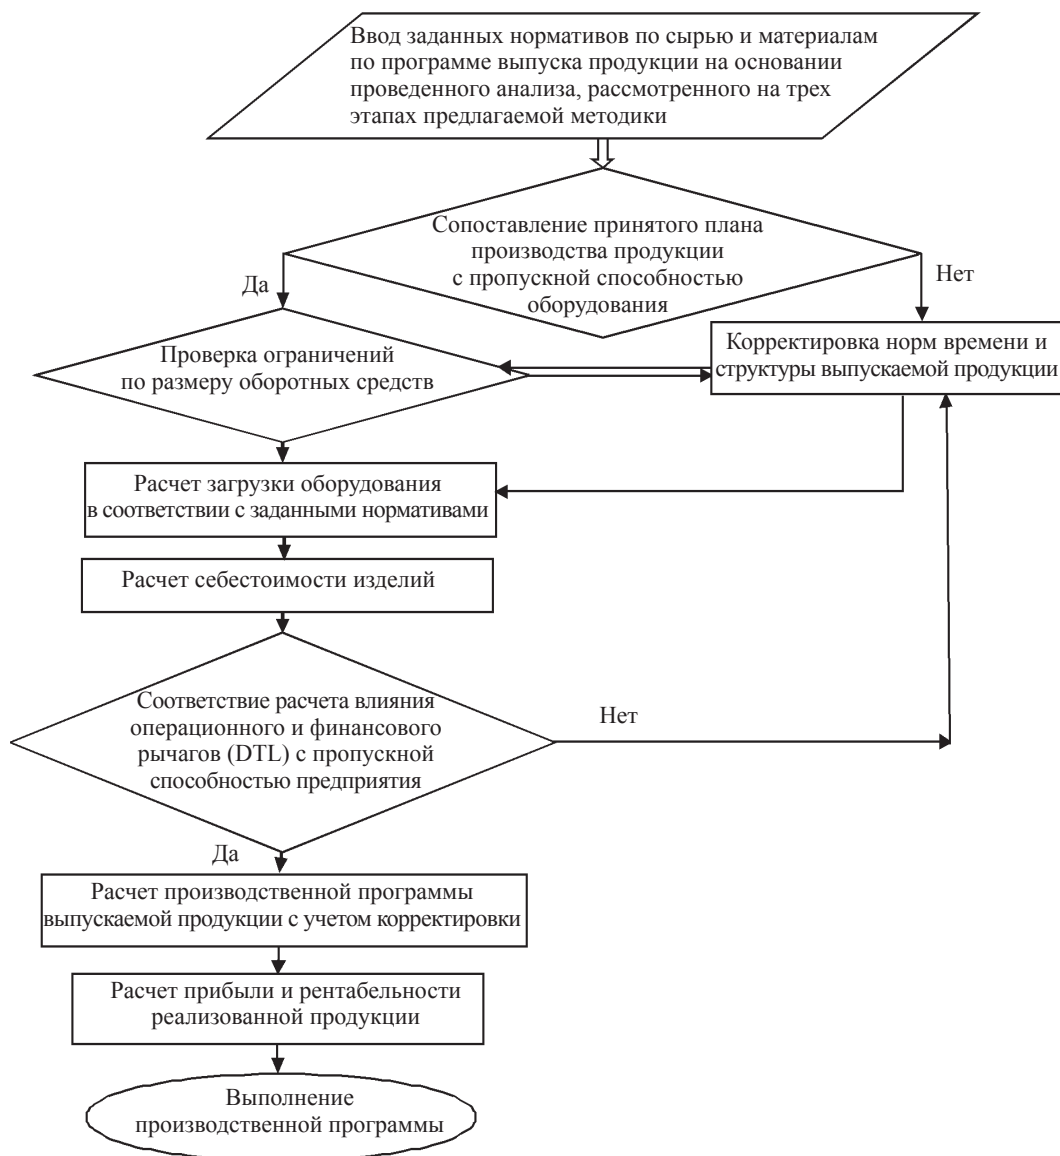 Ввод заданных нормативов по сырью и материалам
по программе выпуска продукции на основании
проведенного анализа, рассмотренного на трех
этапах предлагаемой методики
Сопоставление принятого плана
производства продукции
с пропускной способностью
оборудования
Да
Нет
Проверка ограничений
по размеру оборотных средств
Корректировка норм времени и
структуры выпускаемой продукции
Расчет загрузки оборудования
в соответствии с заданными нормативами
Расчет себестоимости изделий
Соответствие расчета влияния
операционного и финансового
рычагов (DTL) с пропускной
способностью предприятия
Нет
Да
Расчет производственной программы
выпускаемой продукции с учетом корректировки
Расчет прибыли и рентабельности
реализованной продукции
Выполнение
производственной программы